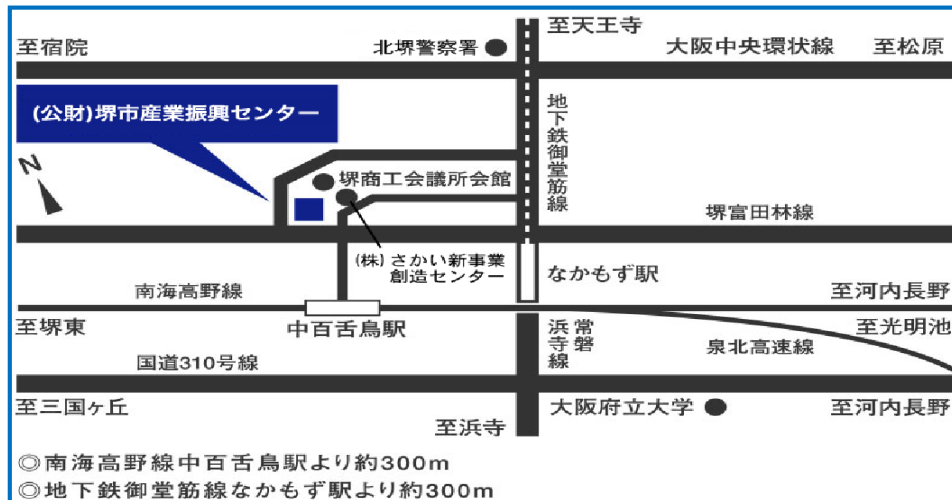 至天王寺
至宿院
北堺警察署
大阪中央環状線
至松原
(公財)堺市産業振興センター
地下鉄御堂筋線
N
堺商工会議所会館
堺富田林線
(株)さかい新事業
創造センター
なかもず駅
南海高野線
至河内長野
至堺東
中百舌鳥駅
常磐
浜寺線
至光明池
泉北高速線
国道310号線
至三国ヶ丘
大阪府立大学
至河内長野
至浜寺
◎南海高野線中百舌鳥駅より約300m
◎地下鉄御堂筋線なかもず駅より約300m